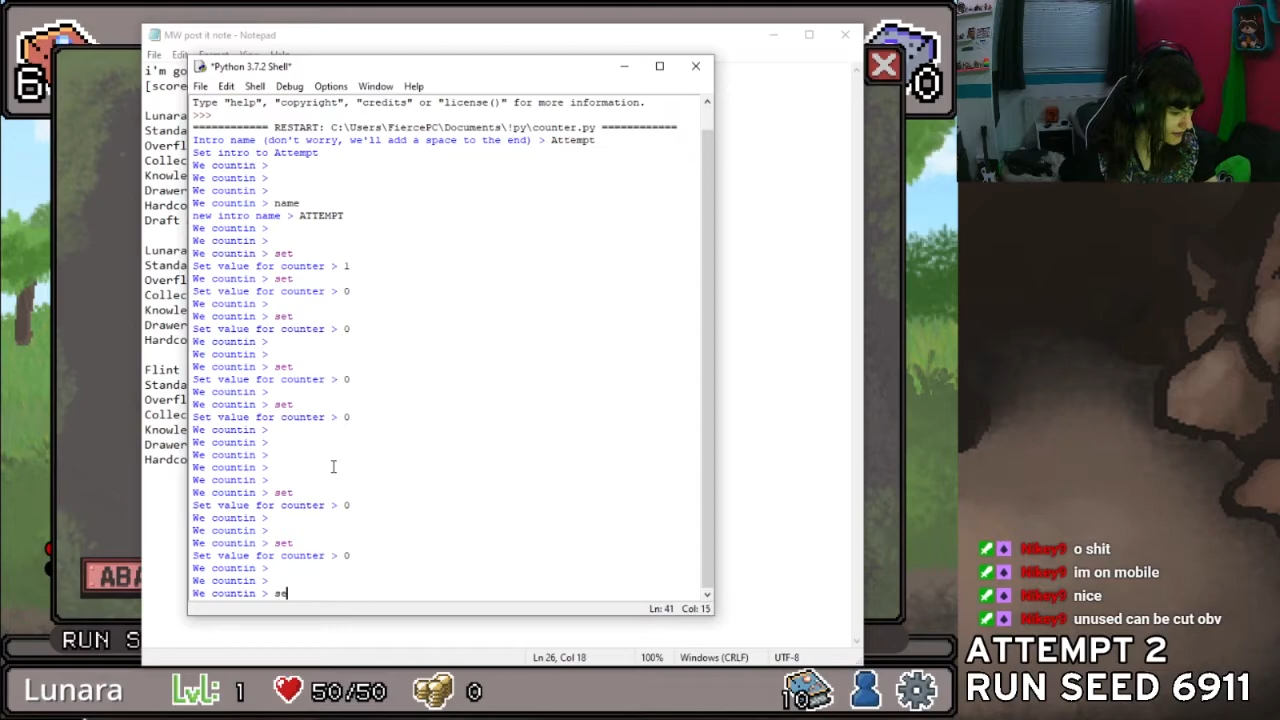 MW post it note - Notepad
File Edit Format View Help
*Python 3.7.2 Shell*
File Edit Shell Debug Options Window Help
i'm go
[score
Lunara
Standa
Overfl
Collec
Knowle
Drawer
Hardco
Draft
Lunara
Standa
Overfl
Collec
Knowle
Drawer
Hardco
Flint
Standa
Overfl
Collec
Drawer
Hardco
Type "help", "copyright", "credits" or "license()" for more information.
>>>
============ RESTART: C:\Users\FiercePC\Documents\!py\counter.py ============
Intro name (don't worry, we'll add a space to the end) > Attempt
Set intro to Attempt
We countin >
We countin >
We countin >
We countin > name
new intro name > ATTEMPT
We countin >
We countin >
We countin > set
Set value for counter > 1
We countin > set
Set value for counter > 0
We countin >
We countin > set
Set value for counter > 0
We countin >
We countin >
We countin > set
Set value for counter > 0
We countin >
We countin > set
Set value for counter > 0
We countin >
We countin >
We countin >
We countin >
We countin >
We countin > set
Set value for counter > 0
We countin >
We countin >
We countin > set
Set value for counter > 0
We countin >
We countin >
We countin > se
Ln: 41 Col: 15
Ln 26, Col 18 100% Windows (CRLF) UTF-8
6
0
ABA
RUN S
Lunara Lvl: 1 50/50 0 10
Nikey9 o shit
Nikey9 im on mobile
Nikey9 nice
Nikey9 unused can be cut obv
ATTEMPT 2
RUN SEED 6911